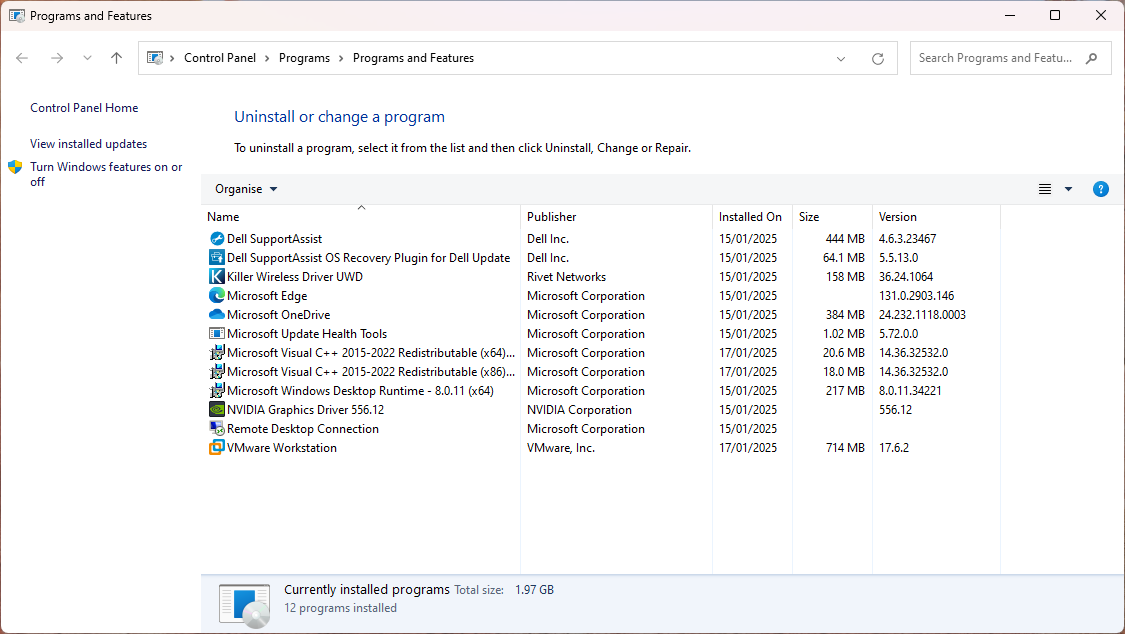 Programs and Features
Control Panel > Programs > Programs and Features
Search Programs and Featu...
Control Panel Home
View installed updates
Turn Windows features on or
off
Uninstall or change a program
To uninstall a program, select it from the list and then click Uninstall, Change or Repair.
Organise
?
Name Publisher Installed On Size Version
Dell SupportAssist Dell Inc. 15/01/2025 444 MB 4.6.3.23467
Dell SupportAssist OS Recovery Plugin for Dell Update Dell Inc. 15/01/2025 64.1 MB 5.5.13.0
Killer Wireless Driver UWD Rivet Networks 15/01/2025 158 MB 36.24.1064
Microsoft Edge Microsoft Corporation 15/01/2025 131.0.2903.146
Microsoft OneDrive Microsoft Corporation 15/01/2025 384 MB 24.232.1118.0003
Microsoft Update Health Tools Microsoft Corporation 15/01/2025 1.02 MB 5.72.0.0
Microsoft Visual C++ 2015-2022 Redistributable (x64)... Microsoft Corporation 17/01/2025 20.6 MB 14.36.32532.0
Microsoft Visual C++ 2015-2022 Redistributable (x86)... Microsoft Corporation 17/01/2025 18.0 MB 14.36.32532.0
Microsoft Windows Desktop Runtime - 8.0.11 (x64) Microsoft Corporation 15/01/2025 217 MB 8.0.11.34221
NVIDIA Graphics Driver 556.12 NVIDIA Corporation 15/01/2025 556.12
Remote Desktop Connection Microsoft Corporation 15/01/2025
VMware Workstation VMware, Inc. 17/01/2025 714 MB 17.6.2
Currently installed programs Total size: 1.97 GB
12 programs installed